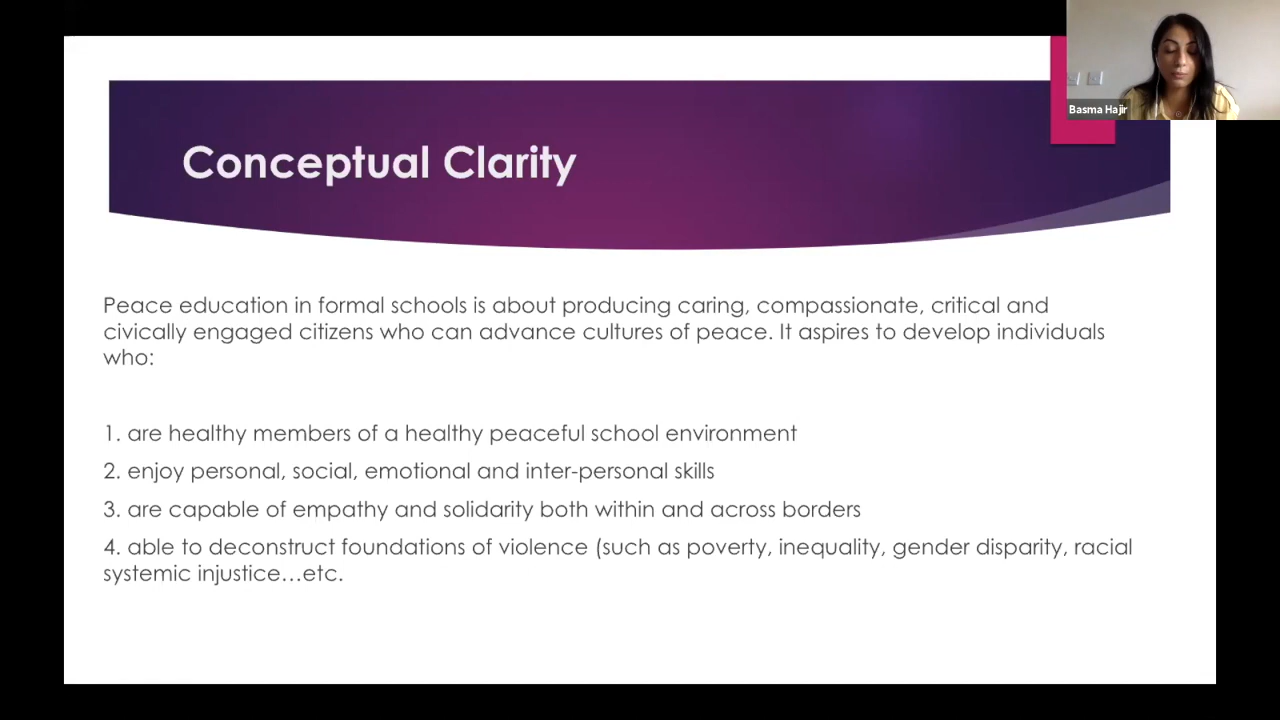 Basma Hajir
Conceptual Clarity
Peace education in formal schools is about producing caring, compassionate, critical and
civically engaged citizens who can advance cultures of peace. It aspires to develop individuals
who:
1. are healthy members of a healthy peaceful school environment
2. enjoy personal, social, emotional and inter-personal skills
3. are capable of empathy and solidarity both within and across borders
4. able to deconstruct foundations of violence (such as poverty, inequality, gender disparity, racial
systemic injustice…etc.